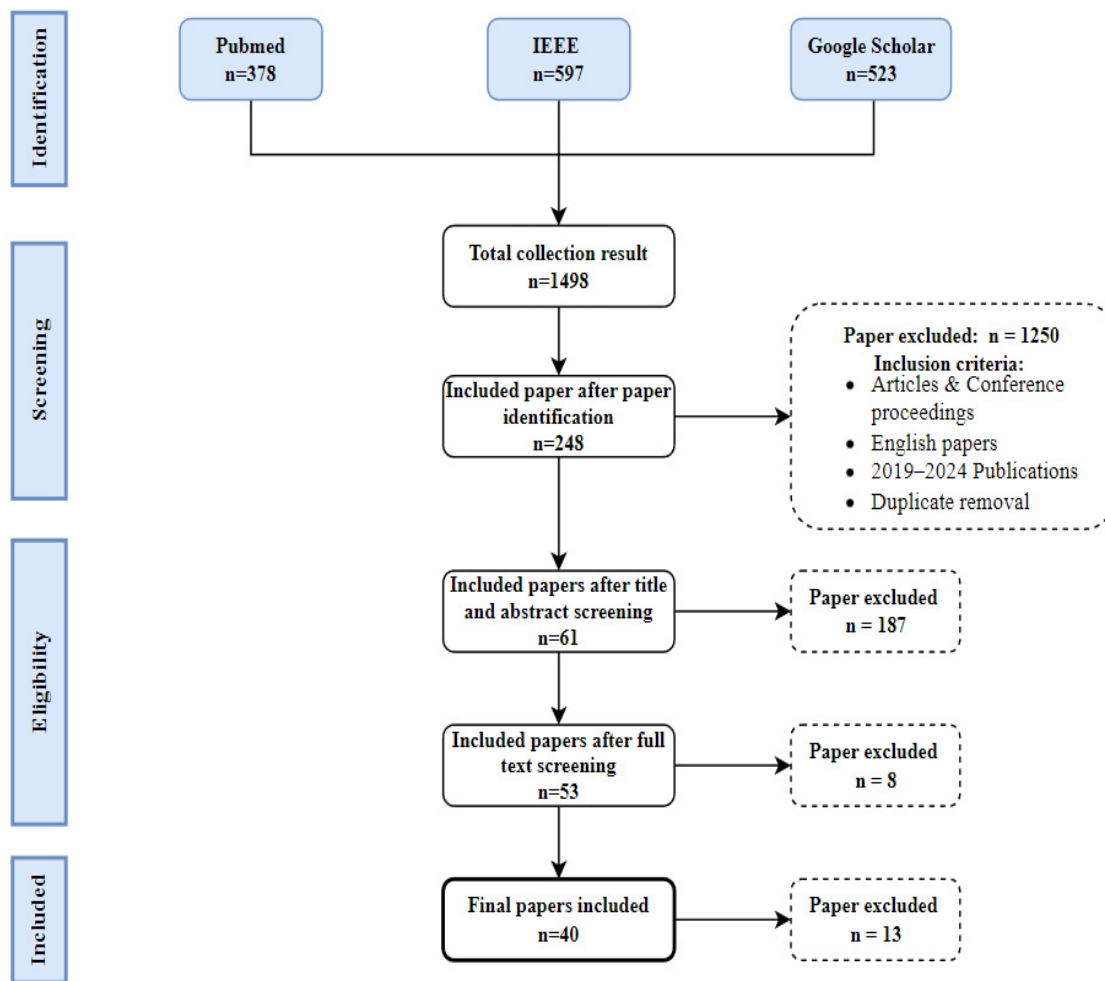 Identification
Pubmed
n=378
IEEE
n=597
Google Scholar
n=523
Screening
Total collection result
n=1498
Included paper after paper
identification
n=248
Paper excluded:  n = 1250
Inclusion criteria:
• Articles & Conference
proceedings
• English papers
• 2019–2024 Publications
• Duplicate removal
Eligibility
Included papers after title
and abstract screening
n=61
Paper excluded
n = 187
Included papers after full
text screening
n=53
Paper excluded
n = 8
Included
Final papers included
n=40
Paper excluded
n = 13